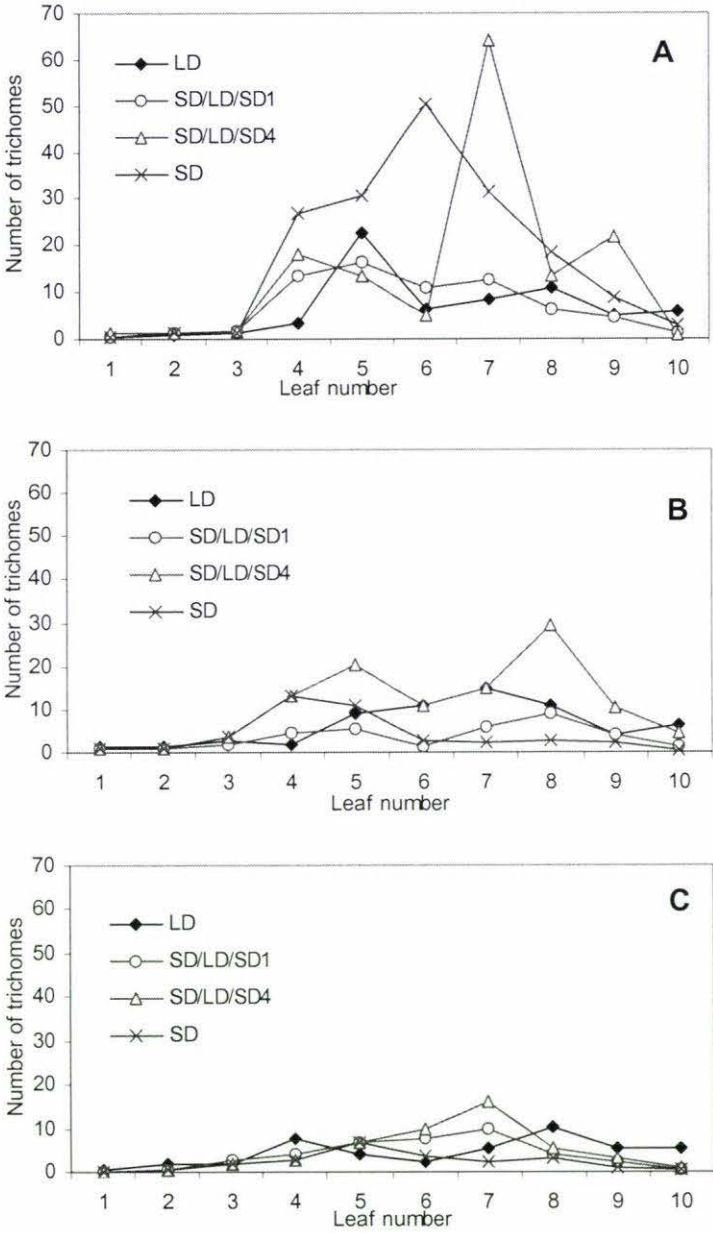 70
60
50
40
30
20
10
0
Number of trichomes
LD
SD/LD/SD1
SD/LD/SD4
SD
A
1 2 3 4 5 6 7 8 9 10
Leaf number
70
60
50
40
30
20
10
0
Number of trichomes
LD
SD/LD/SD1
SD/LD/SD4
SD
B
1 2 3 4 5 6 7 8 9 10
Leaf number
70
60
50
40
30
20
10
0
Number of trichomes
LD
SD/LD/SD1
SD/LD/SD4
SD
C
1 2 3 4 5 6 7 8 9 10
Leaf number